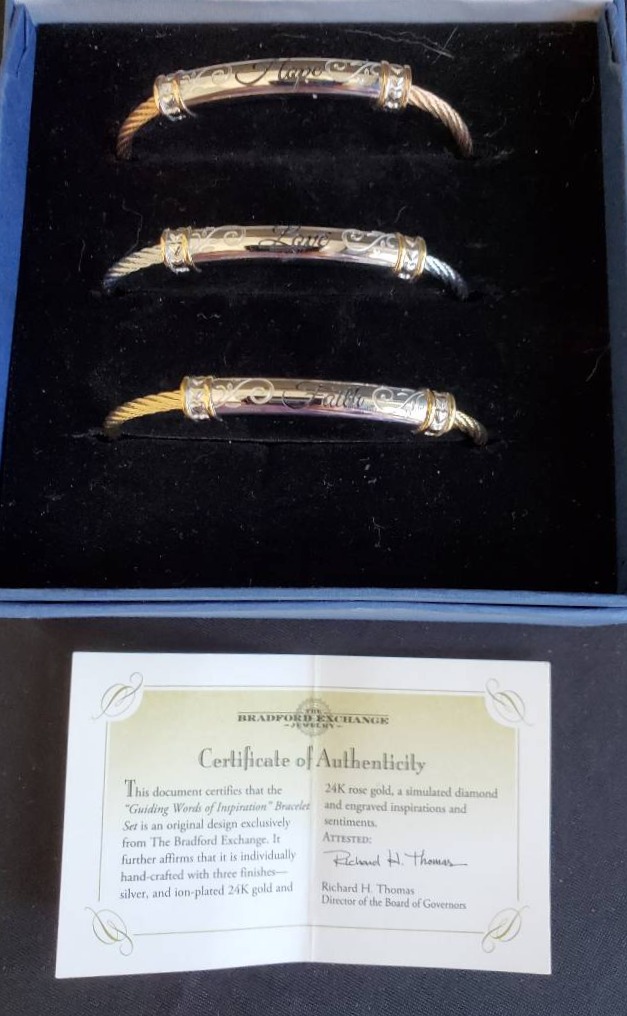 Hope
Love
Faith
THE
BRADFORD EXCHANGE
-JEWELRY-
Certificate of Authenticity
This document certifies that the
"Guiding Words of Inspiration" Bracelet
Set is an original design exclusively
from The Bradford Exchange. It
further affirms that it is individually
hand-crafted with three finishes—
silver, and ion-plated 24K gold and
24K rose gold, a simulated diamond
and engraved inspirations and
sentiments.
ATTESTED:
Richard H. Thomas
Richard H. Thomas
Director of the Board of Governors